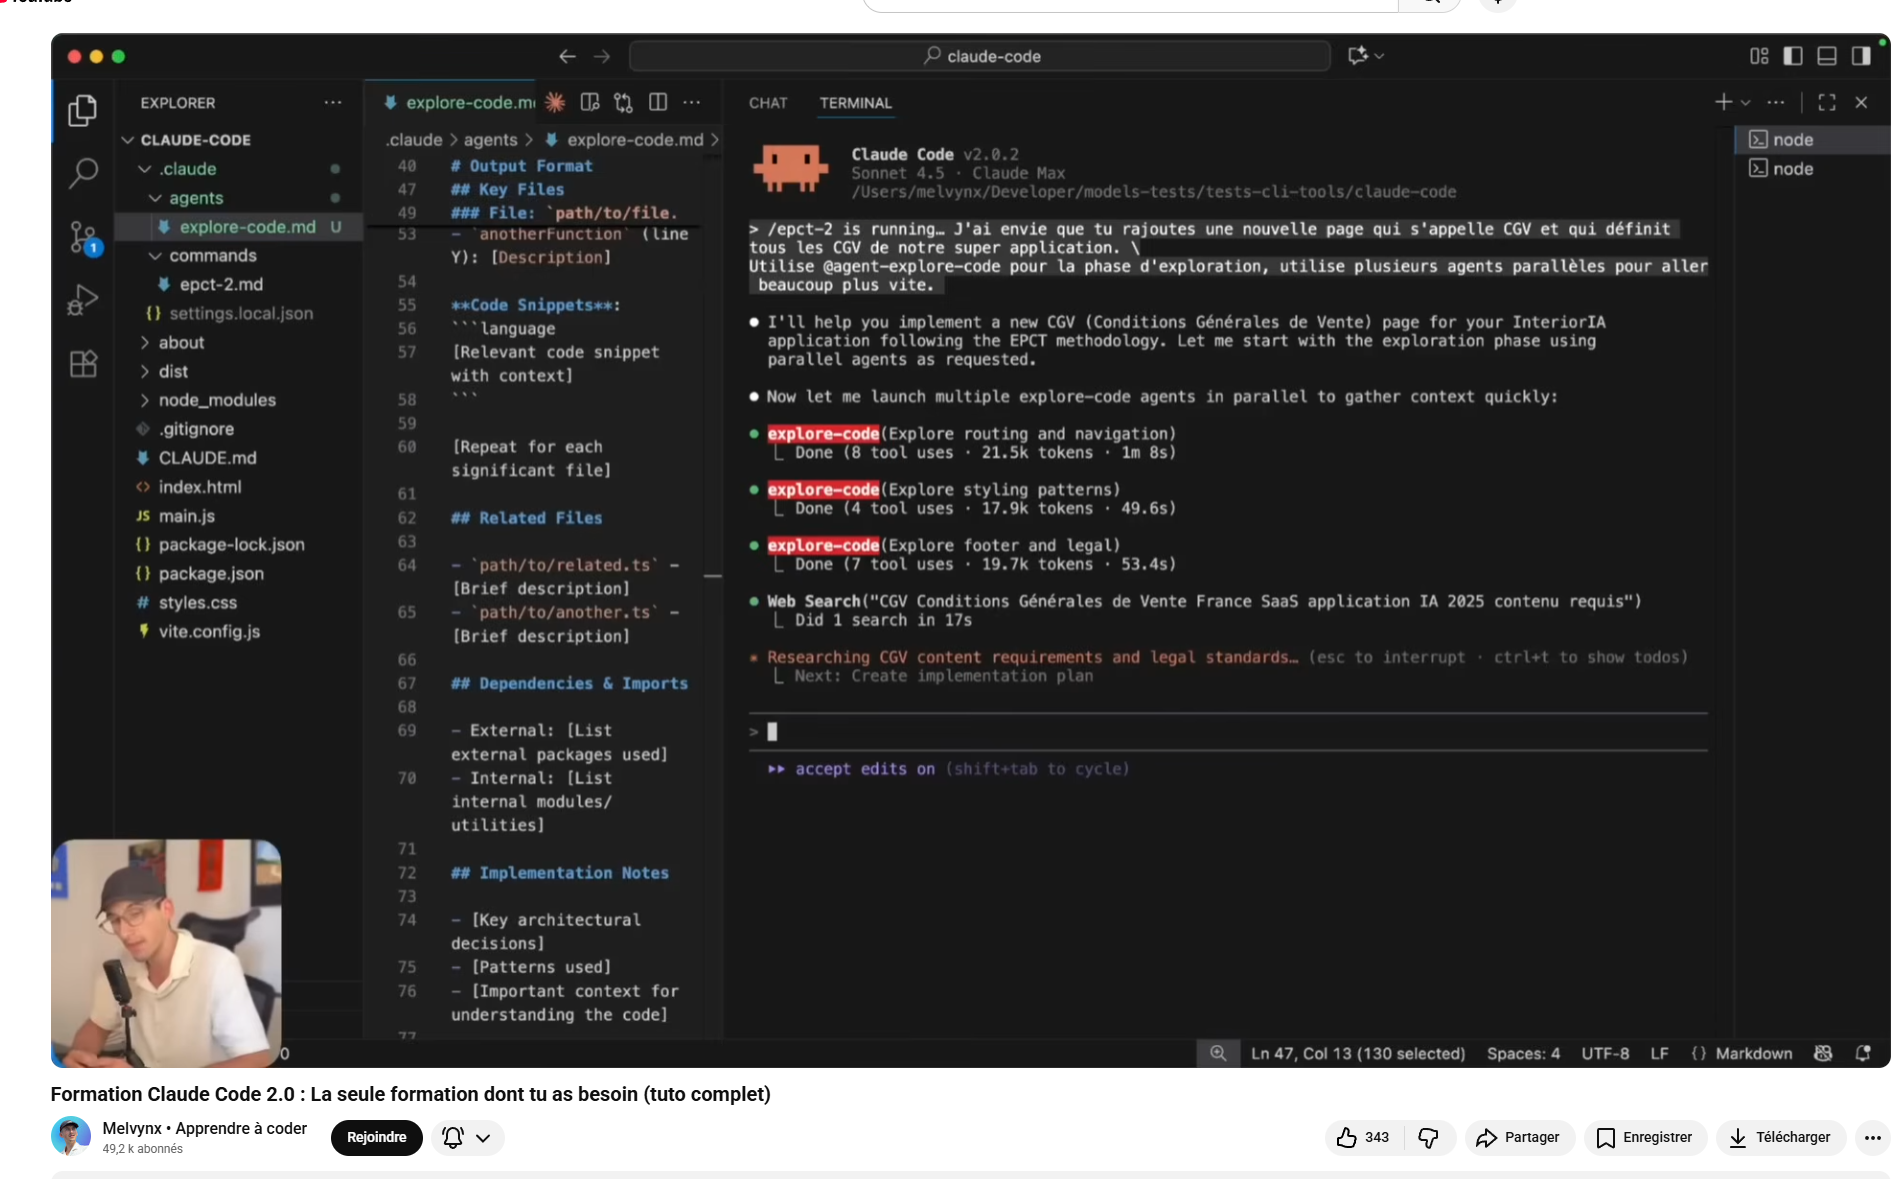 claude-code
EXPLORER
CLAUDE-CODE
.claude
agents
explore-code.md U
commands
epct-2.md
settings.local.json
about
dist
node_modules
.gitignore
CLAUDE.md
index.html
main.js
package-lock.json
package.json
styles.css
vite.config.js
1
explore-code.m
.claude > agents > explore-code.md >
40 # Output Format
47 ## Key Files
49 ### File: `path/to/file.
53 - `anotherFunction` (line
Y): [Description]
54
55 **Code Snippets**:
56 ```language
57 [Relevant code snippet
with context]
58 ```
59
60 [Repeat for each
significant file]
61
62 ## Related Files
63
64 - `path/to/related.ts` -
[Brief description]
65 - `path/to/another.ts` -
[Brief description]
66
67 ## Dependencies & Imports
68
69 - External: [List
external packages used]
70 - Internal: [List
internal modules/
utilities]
71
72 ## Implementation Notes
73
74 - [Key architectural
decisions]
75 - [Patterns used]
76 - [Important context for
understanding the code]
77
CHAT TERMINAL
Claude Code v2.0.2
Sonnet 4.5 · Claude Max
/Users/melvynx/Developer/models-tests/tests-cli-tools/claude-code
> /epct-2 is running… J'ai envie que tu rajoutes une nouvelle page qui s'appelle CGV et qui définit
tous les CGV de notre super application. \
Utilise @agent-explore-code pour la phase d'exploration, utilise plusieurs agents parallèles pour aller
beaucoup plus vite.
● I'll help you implement a new CGV (Conditions Générales de Vente) page for your InteriorIA
application following the EPCT methodology. Let me start with the exploration phase using
parallel agents as requested.
● Now let me launch multiple explore-code agents in parallel to gather context quickly:
● explore-code(Explore routing and navigation)
⎿ Done (8 tool uses · 21.5k tokens · 1m 8s)
● explore-code(Explore styling patterns)
⎿ Done (4 tool uses · 17.9k tokens · 49.6s)
● explore-code(Explore footer and legal)
⎿ Done (7 tool uses · 19.7k tokens · 53.4s)
● Web Search("CGV Conditions Générales de Vente France SaaS application IA 2025 contenu requis")
⎿ Did 1 search in 17s
✶ Researching CGV content requirements and legal standards… (esc to interrupt · ctrl+t to show todos)
⎿ Next: Create implementation plan
>
⏵⏵ accept edits on (shift+tab to cycle)
node
node
0
Ln 47, Col 13 (130 selected) Spaces: 4 UTF-8 LF {} Markdown
Formation Claude Code 2.0 : La seule formation dont tu as besoin (tuto complet)
Melvynx • Apprendre à coder
49,2 k abonnés
Rejoindre
343
Partager
Enregistrer
Télécharger